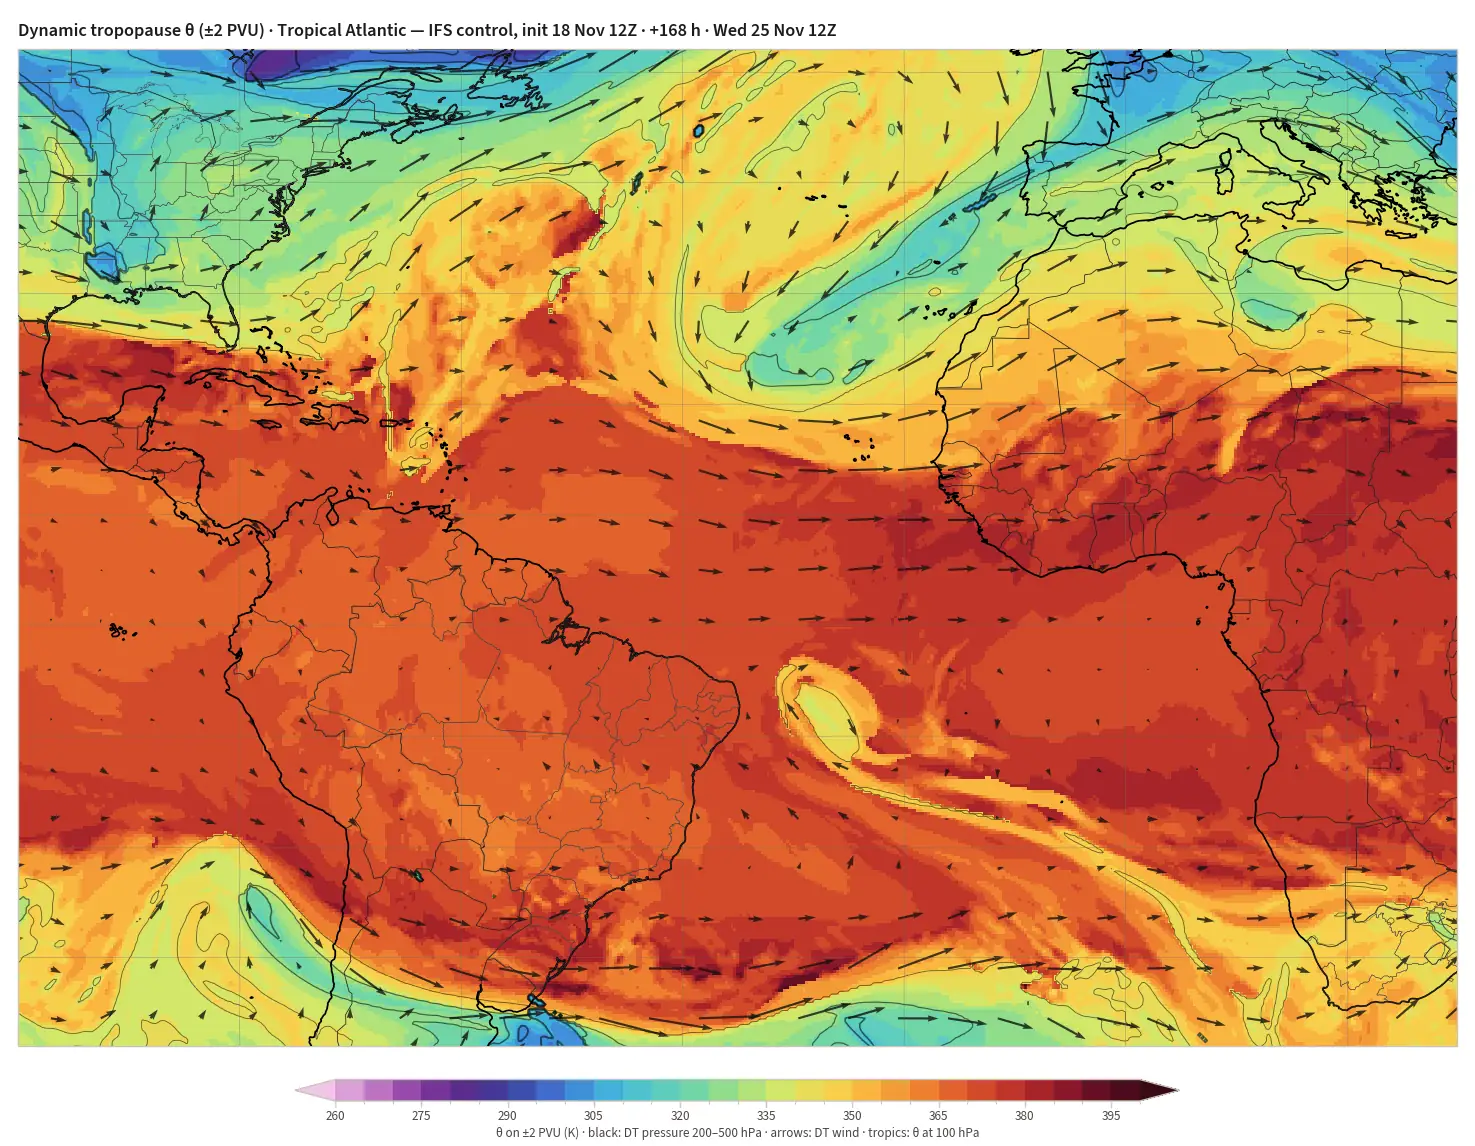 Dynamic tropopause θ (±2 PVU) · Tropical Atlantic — IFS control, init 18 Nov 12Z · +168 h · Wed 25 Nov 12Z
260 275 290 305 320 335 350 365 380 395
θ on ±2 PVU (K) · black: DT pressure 200–500 hPa · arrows: DT wind · tropics: θ at 100 hPa